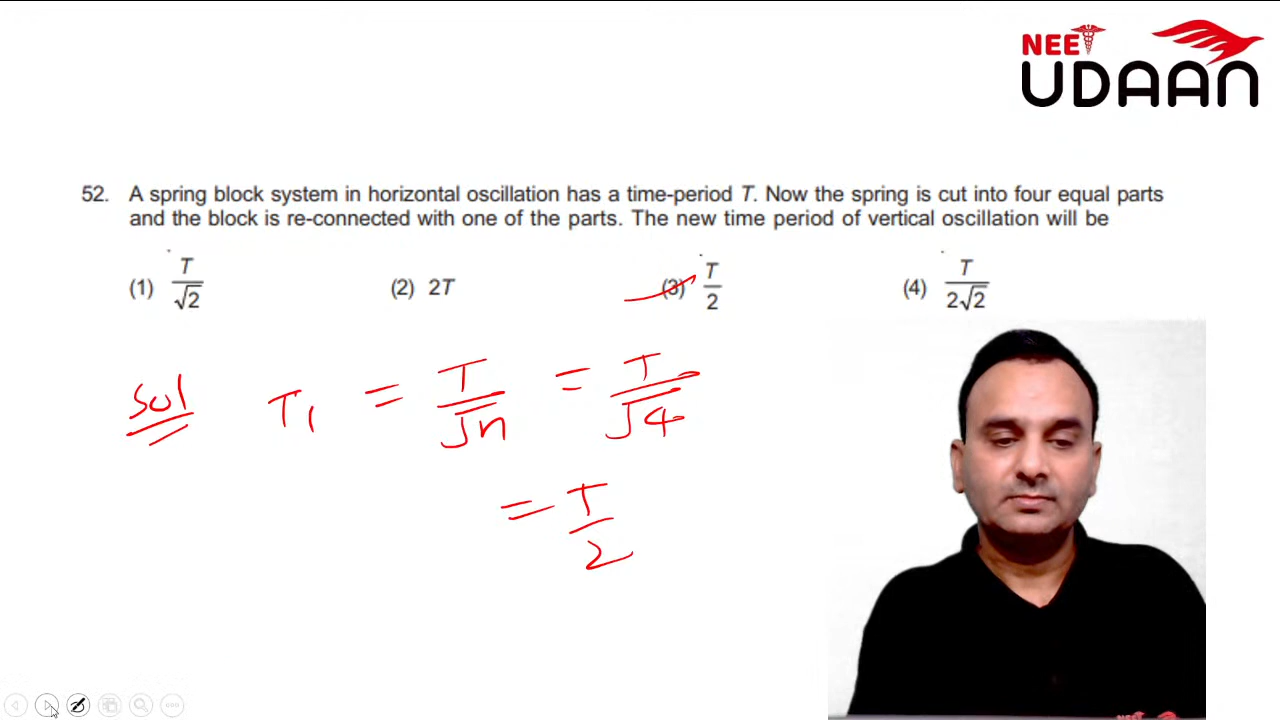 NEET
UDAAN
52. A spring block system in horizontal oscillation has a time-period T. Now the spring is cut into four equal parts
and the block is re-connected with one of the parts. The new time period of vertical oscillation will be
(1) T/√2 (2) 2T (3) T/2 (4) T/2√2
Sol T₁ = T/√n = T/√4
= T/2
NEET